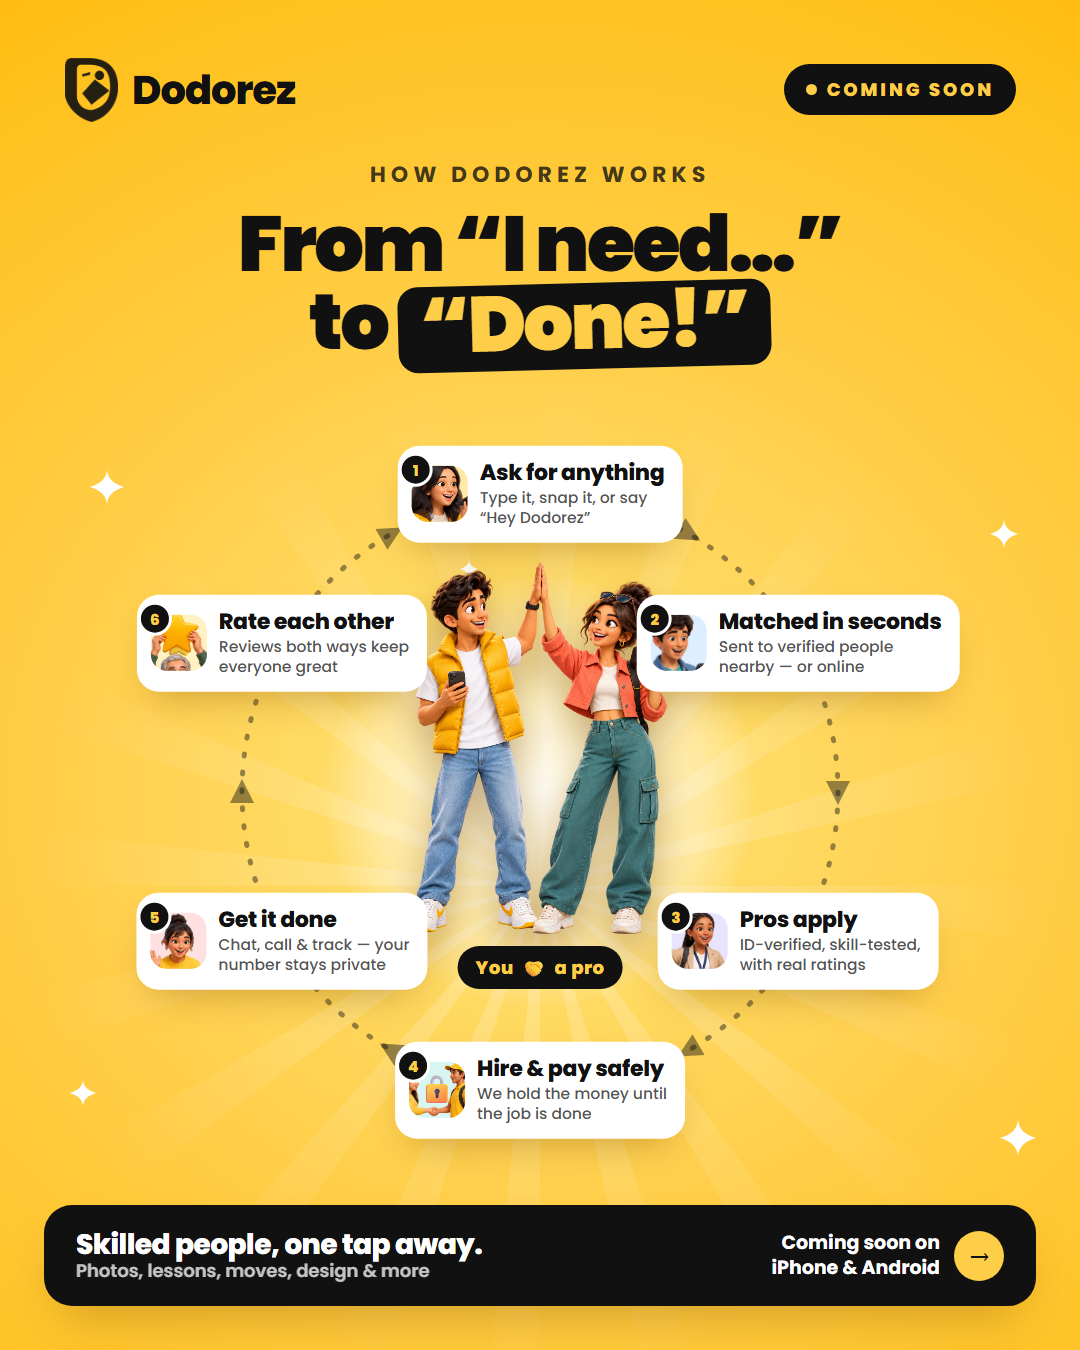 Dodorez
COMING SOON
HOW DODOREZ WORKS
From “I need...”
to “Done!”
1
Ask for anything
Type it, snap it, or say
“Hey Dodorez”
2
Matched in seconds
Sent to verified people
nearby — or online
3
Pros apply
ID-verified, skill-tested,
with real ratings
4
Hire & pay safely
We hold the money until
the job is done
5
Get it done
Chat, call & track — your
number stays private
6
Rate each other
Reviews both ways keep
everyone great
You 🤝 a pro
Skilled people, one tap away.
Photos, lessons, moves, design & more
Coming soon on
iPhone & Android →